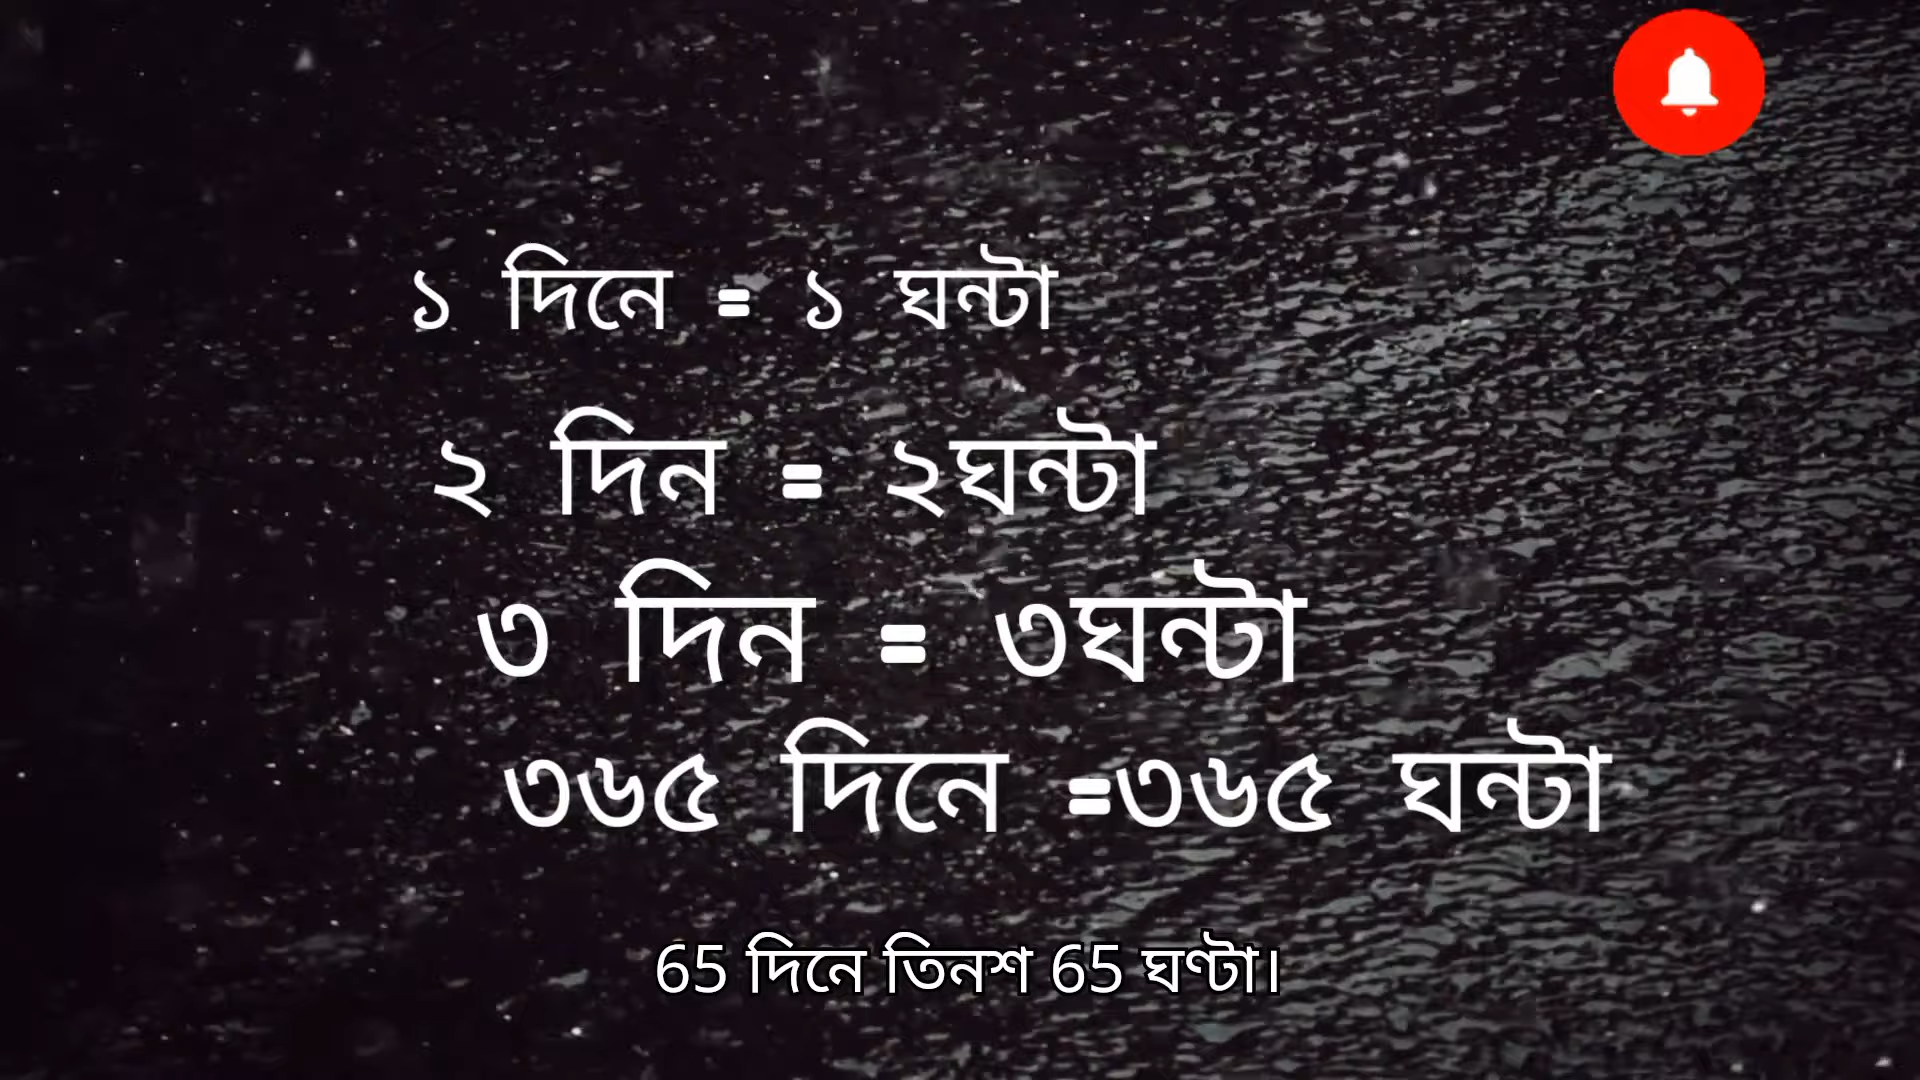 ১ দিনে = ১ ঘন্টা
২ দিন = ২ঘন্টা
৩ দিন = ৩ঘন্টা
৩৬৫ দিনে =৩৬৫ ঘন্টা
65 দিনে তিনশ 65 ঘণ্টা।